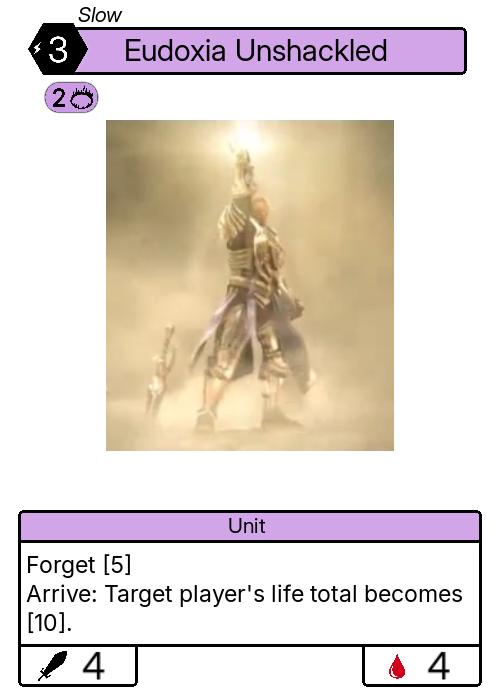 Slow
3
Eudoxia Unshackled
2
Unit
Forget [5]
Arrive: Target player's life total becomes
[10].
4
4